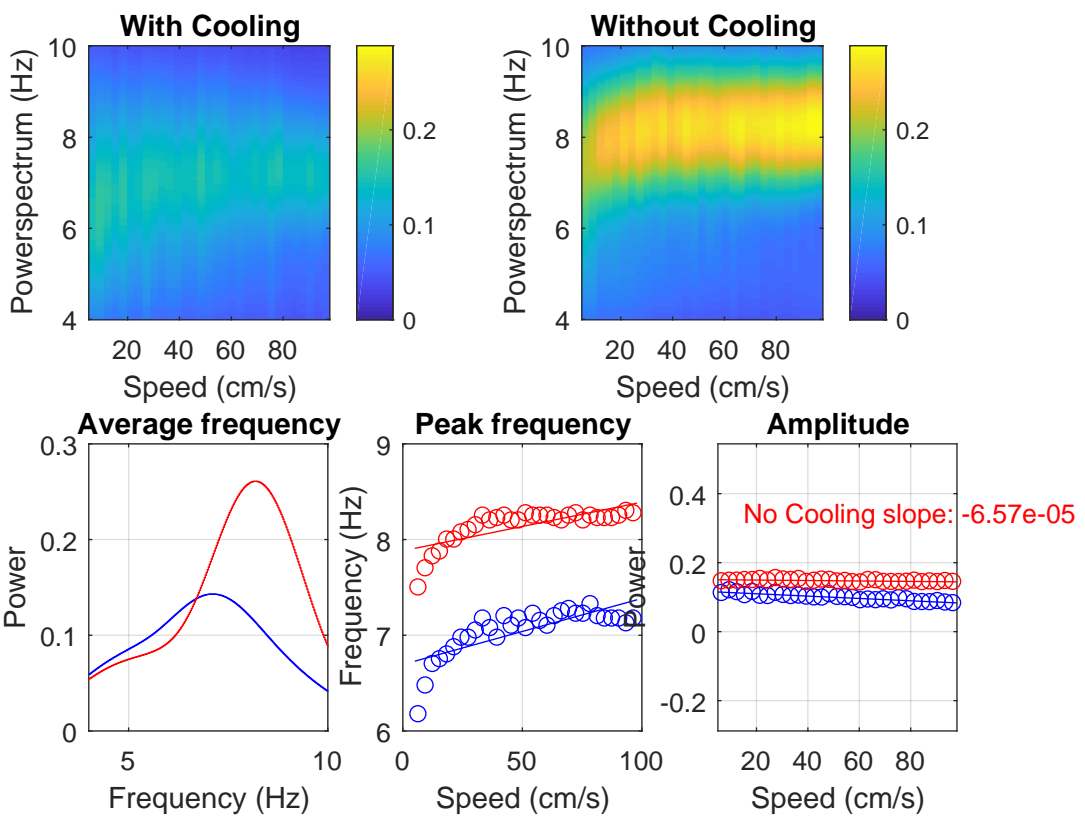 With Cooling
Without Cooling
10
8
6
4
Powerspectrum (Hz)
20 40 60 80
Speed (cm/s)
0.2
0.1
0
10
8
6
4
Powerspectrum (Hz)
20 40 60 80
Speed (cm/s)
0.2
0.1
0
Average frequency
0.3
0.2
0.1
0
Power
5 10
Frequency (Hz)
Peak frequency
9
8
7
6
Frequency (Hz)
0 50 100
Speed (cm/s)
Amplitude
0.4
0.2
0
-0.2
Power
No Cooling slope: -6.57e-05
20 40 60 80
Speed (cm/s)